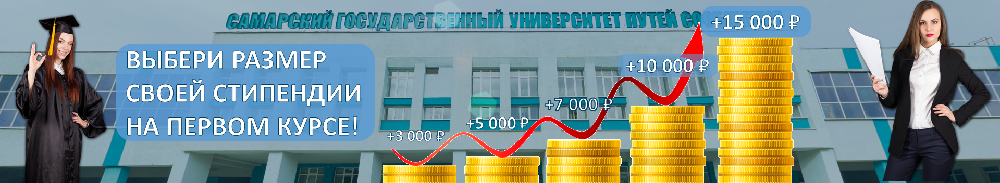 САМАРСКИЙ ГОСУДАРСТВЕННЫЙ УНИВЕРСИТЕТ ПУТЕЙ
ВЫБЕРИ РАЗМЕР
СВОЕЙ СТИПЕНДИИ
НА ПЕРВОМ КУРСЕ!
+3 000 ₽
+5 000 ₽
+7 000 ₽
+10 000 ₽
+15 000 ₽